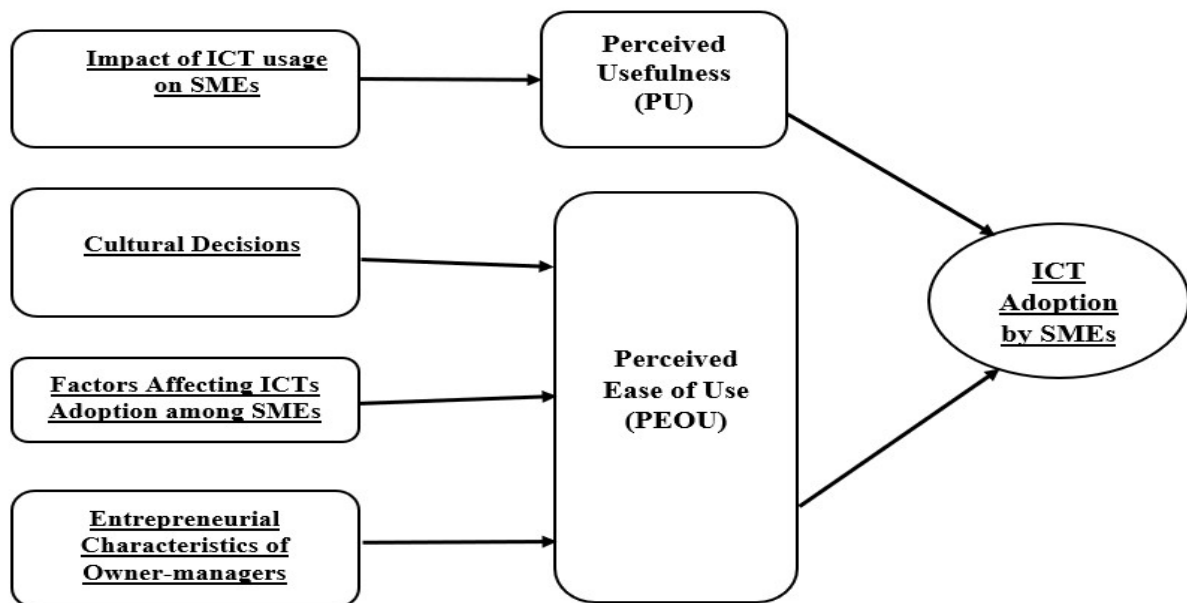 Impact of ICT usage
on SMEs
Perceived
Usefulness
(PU)
Cultural Decisions
Factors Affecting ICTs
Adoption among SMEs
Entrepreneurial
Characteristics of
Owner-managers
Perceived
Ease of Use
(PEOU)
ICT
Adoption
by SMEs